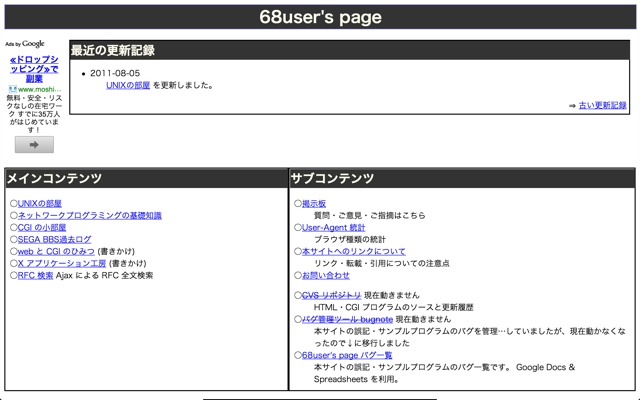 68user's page
Ads by Google
≪ドロップシ
ッピング≫で
副業
www.moshi...
無料・安全・リス
クなしの在宅ワー
ク すでに35万人
がはじめていま
す！
最近の更新記録
2011-08-05
UNIXの部屋 を更新しました。
⇒ 古い更新記録
メインコンテンツ
○UNIXの部屋
○ネットワークプログラミングの基礎知識
○CGI の小部屋
○SEGA BBS過去ログ
○web と CGI のひみつ (書きかけ)
○X アプリケーション工房 (書きかけ)
○RFC 検索 Ajax による RFC 全文検索
サブコンテンツ
○掲示板
質問・ご意見・ご指摘はこちら
○User-Agent 統計
ブラウザ種類の統計
○本サイトへのリンクについて
リンク・転載・引用についての注意点
○お問い合わせ
○CVS リポジトリ 現在動きません
HTML・CGI プログラムのソースと更新履歴
○バグ管理ツール bugnote 現在動きません
本サイトの誤記・サンプルプログラムのバグを管理…していましたが、現在動かなくな
ったので↓に移行しました
○68user's page バグ一覧
本サイトの誤記・サンプルプログラムのバグ一覧です。 Google Docs &
Spreadsheets を利用。